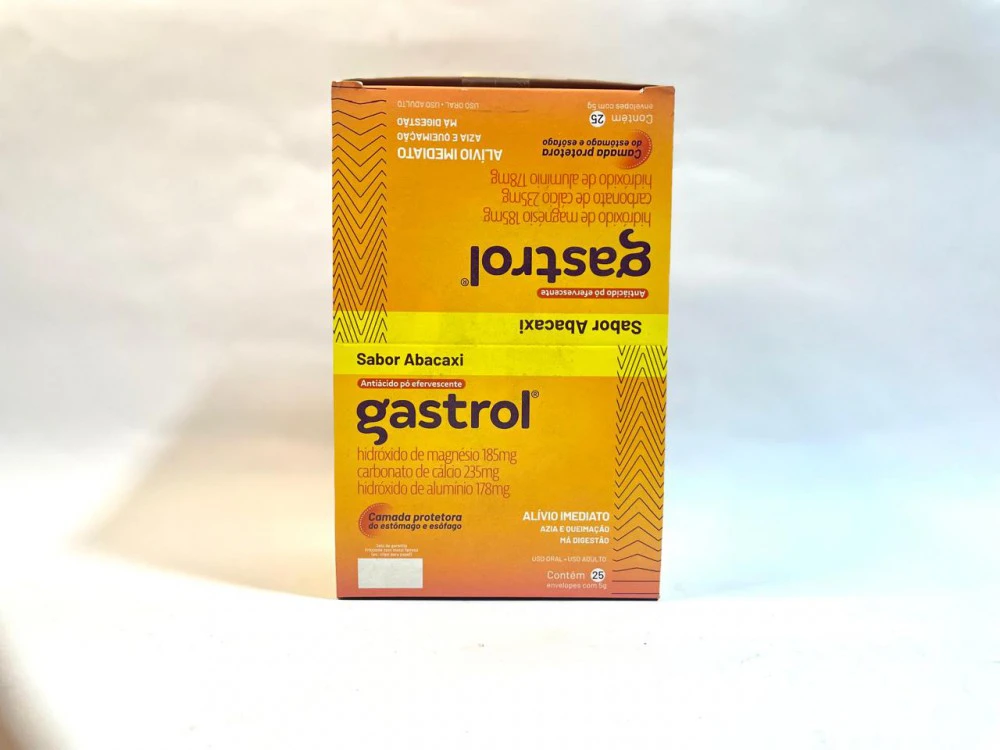 USO ORAL • USO ADULTO
MÁ DIGESTÃO
AZIA E QUEIMAÇÃO
ALÍVIO IMEDIATO
envelopes com 5g
Contém 25
do estômago e esôfago
Camada protetora
hidróxido de alumínio 178mg
carbonato de cálcio 235mg
hidróxido de magnésio 185mg
gastrol®
Antiácido pó efervescente
Sabor Abacaxi
Sabor Abacaxi
Antiácido pó efervescente
gastrol®
hidróxido de magnésio 185mg
carbonato de cálcio 235mg
hidróxido de alumínio 178mg
Camada protetora
do estômago e esôfago
ALÍVIO IMEDIATO
AZIA E QUEIMAÇÃO
MÁ DIGESTÃO
USO ORAL • USO ADULTO
Contém 25
envelopes com 5g